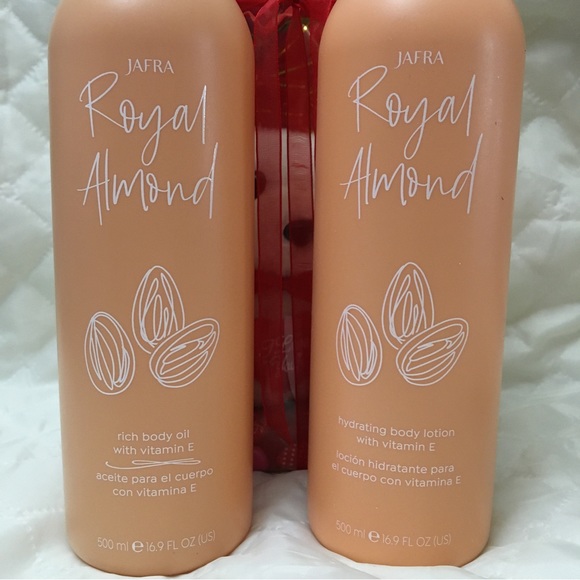 JAFRA
Royal
Almond
rich body oil
with vitamin E
aceite para el cuerpo
con vitamina E
500 ml ℮ 16.9 FL OZ (US)
JAFRA
Royal
Almond
hydrating body lotion
with vitamin E
loción hidratante para
el cuerpo con vitamina E
500 ml ℮ 16.9 FL OZ (US)